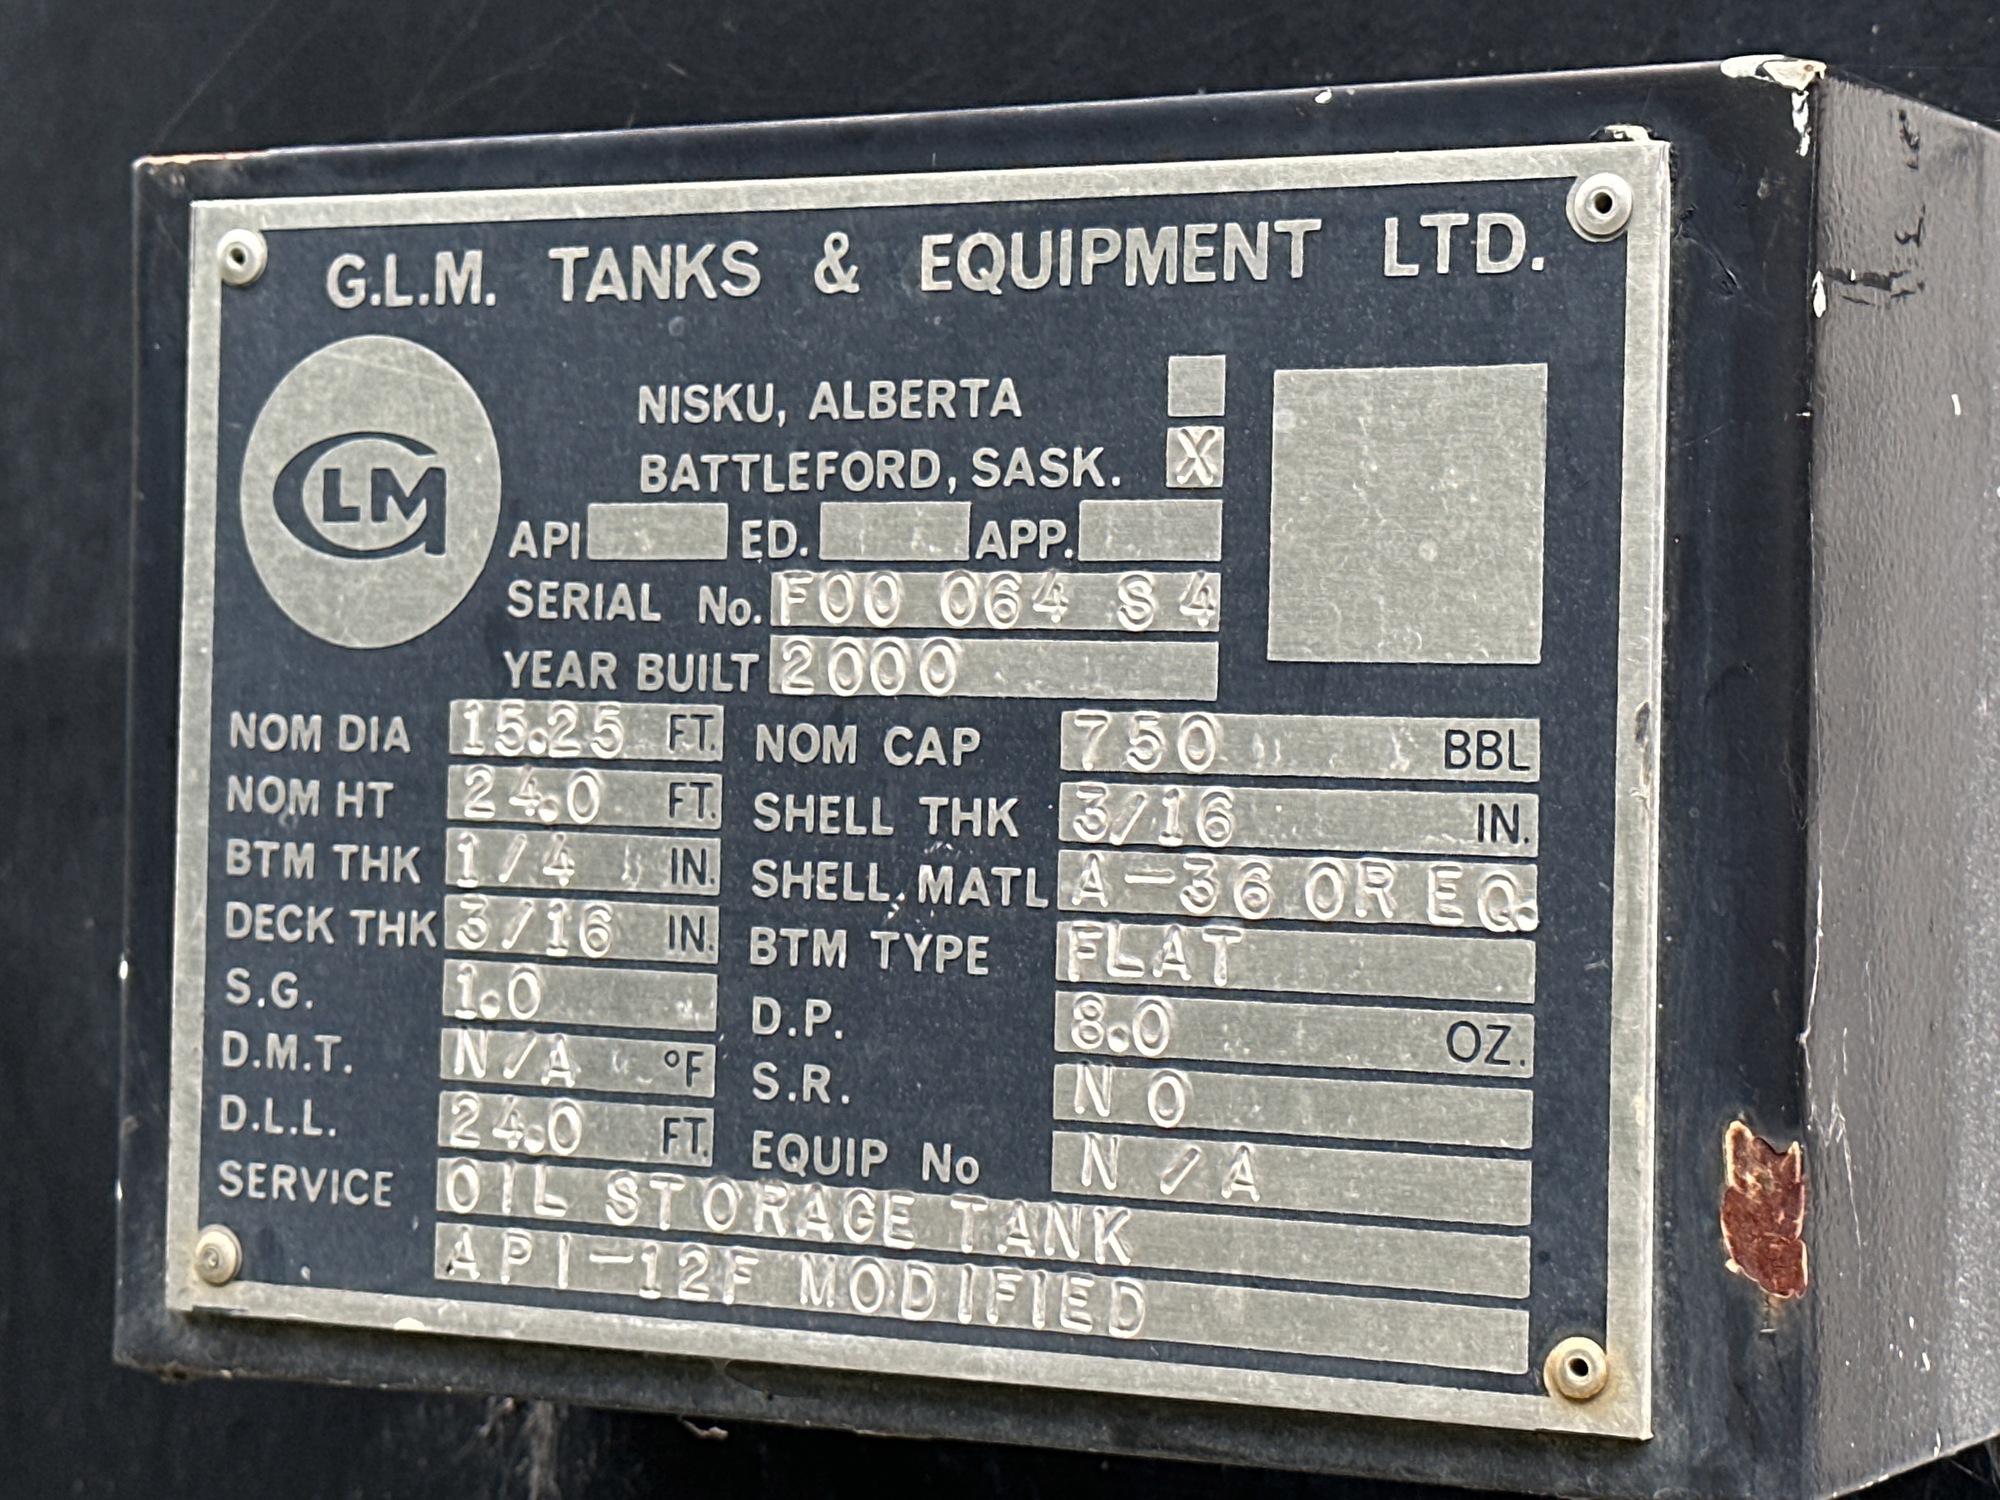 G.L.M. TANKS & EQUIPMENT LTD.
GLM
NISKU, ALBERTA
BATTLEFORD, SASK. X
API ED. APP.
SERIAL No. F00 064 S4
YEAR BUILT 2000
NOM DIA 15.25 FT. NOM CAP 750 BBL
NOM HT 24.0 FT. SHELL THK 3/16 IN.
BTM THK 1/4 IN. SHELL MATL A-36 OR EQ.
DECK THK 3/16 IN. BTM TYPE FLAT
S.G. 1.0 D.P. 8.0 OZ.
D.M.T. N/A °F S.R. NO
D.L.L. 24.0 FT. EQUIP No N/A
SERVICE OIL STORAGE TANK
API-12F MODIFIED